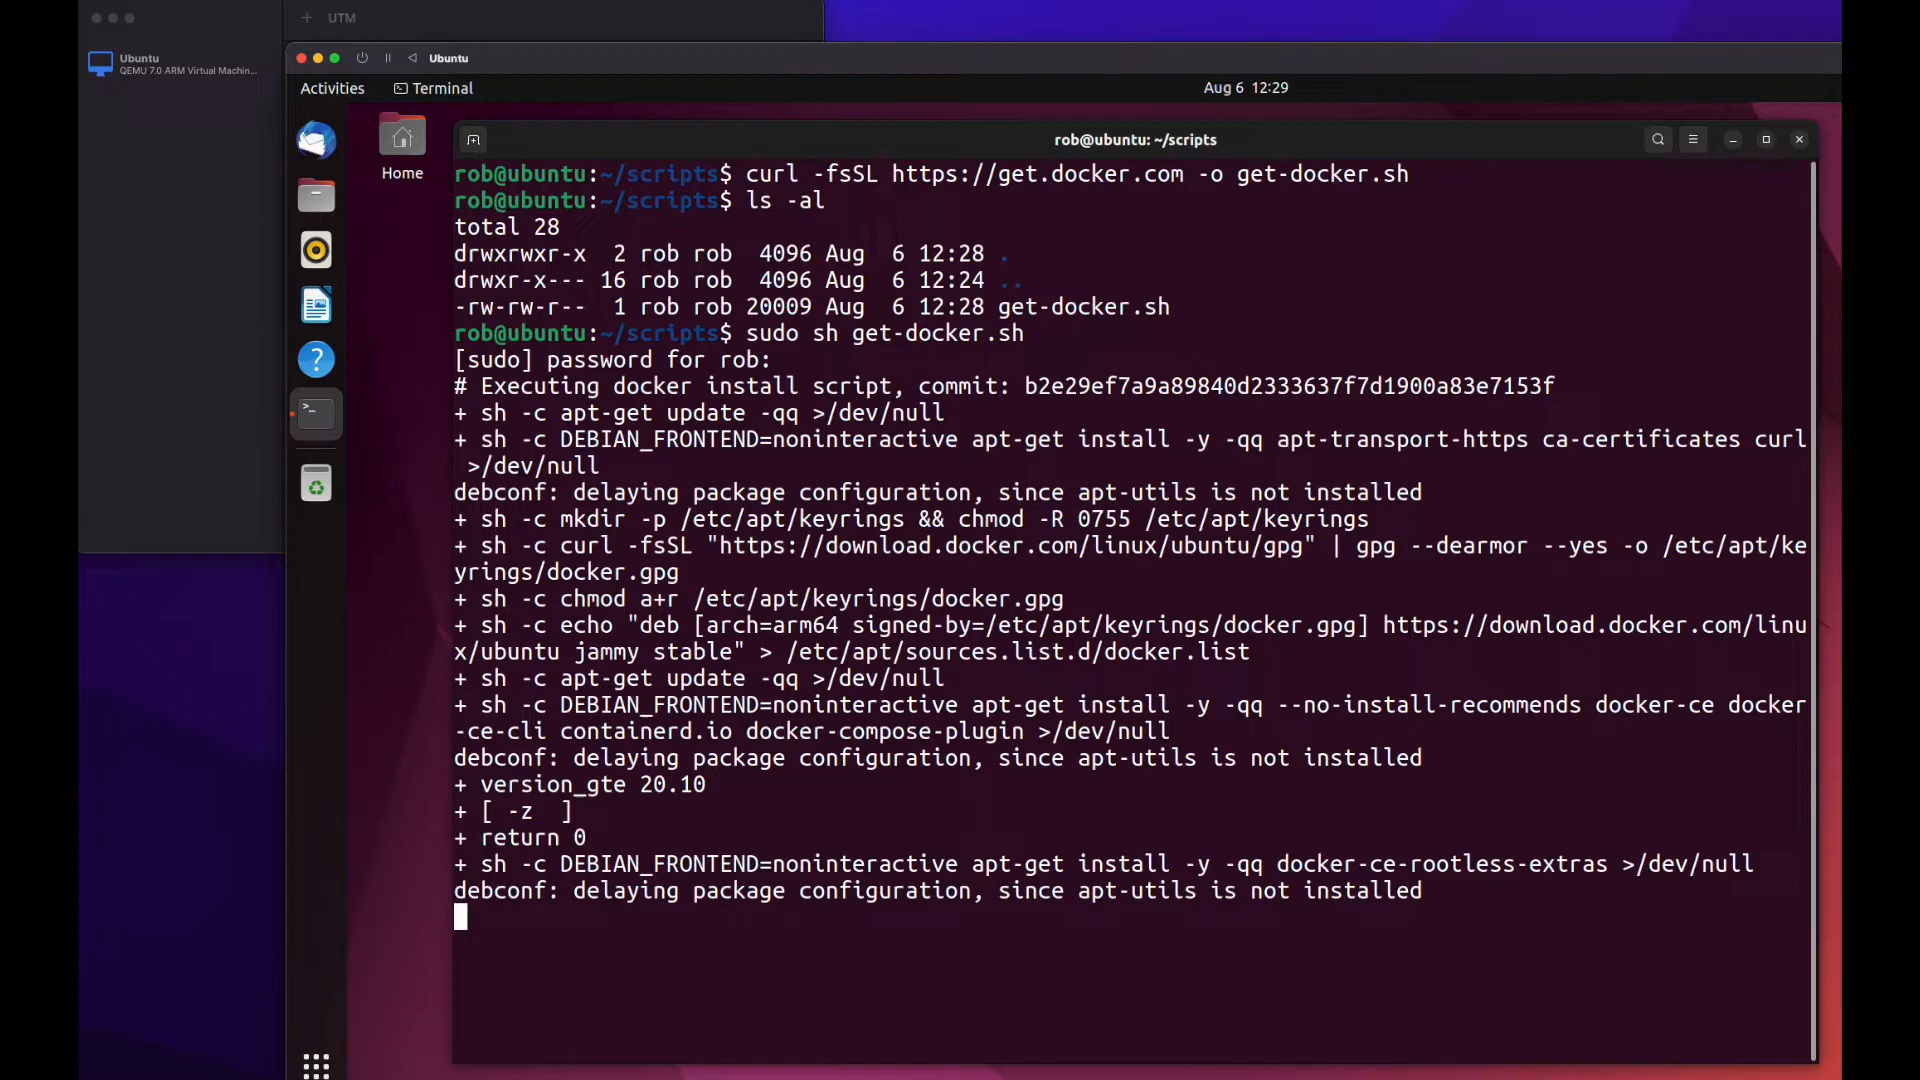 UTM
Ubuntu
QEMU 7.0 ARM Virtual Machin...
Ubuntu
Activities
Terminal
Aug 6 12:29
Home
rob@ubuntu: ~/scripts
rob@ubuntu:~/scripts$ curl -fsSL https://get.docker.com -o get-docker.sh
rob@ubuntu:~/scripts$ ls -al
total 28
drwxrwxr-x  2 rob rob  4096 Aug  6 12:28 .
drwxr-x--- 16 rob rob  4096 Aug  6 12:24 ..
-rw-rw-r--  1 rob rob 20009 Aug  6 12:28 get-docker.sh
rob@ubuntu:~/scripts$ sudo sh get-docker.sh
[sudo] password for rob:
# Executing docker install script, commit: b2e29ef7a9a89840d2333637f7d1900a83e7153f
+ sh -c apt-get update -qq >/dev/null
+ sh -c DEBIAN_FRONTEND=noninteractive apt-get install -y -qq apt-transport-https ca-certificates curl
 >/dev/null
debconf: delaying package configuration, since apt-utils is not installed
+ sh -c mkdir -p /etc/apt/keyrings && chmod -R 0755 /etc/apt/keyrings
+ sh -c curl -fsSL "https://download.docker.com/linux/ubuntu/gpg" | gpg --dearmor --yes -o /etc/apt/ke
yrings/docker.gpg
+ sh -c chmod a+r /etc/apt/keyrings/docker.gpg
+ sh -c echo "deb [arch=arm64 signed-by=/etc/apt/keyrings/docker.gpg] https://download.docker.com/linu
x/ubuntu jammy stable" > /etc/apt/sources.list.d/docker.list
+ sh -c apt-get update -qq >/dev/null
+ sh -c DEBIAN_FRONTEND=noninteractive apt-get install -y -qq --no-install-recommends docker-ce docker
-ce-cli containerd.io docker-compose-plugin >/dev/null
debconf: delaying package configuration, since apt-utils is not installed
+ version_gte 20.10
+ [ -z  ]
+ return 0
+ sh -c DEBIAN_FRONTEND=noninteractive apt-get install -y -qq docker-ce-rootless-extras >/dev/null
debconf: delaying package configuration, since apt-utils is not installed